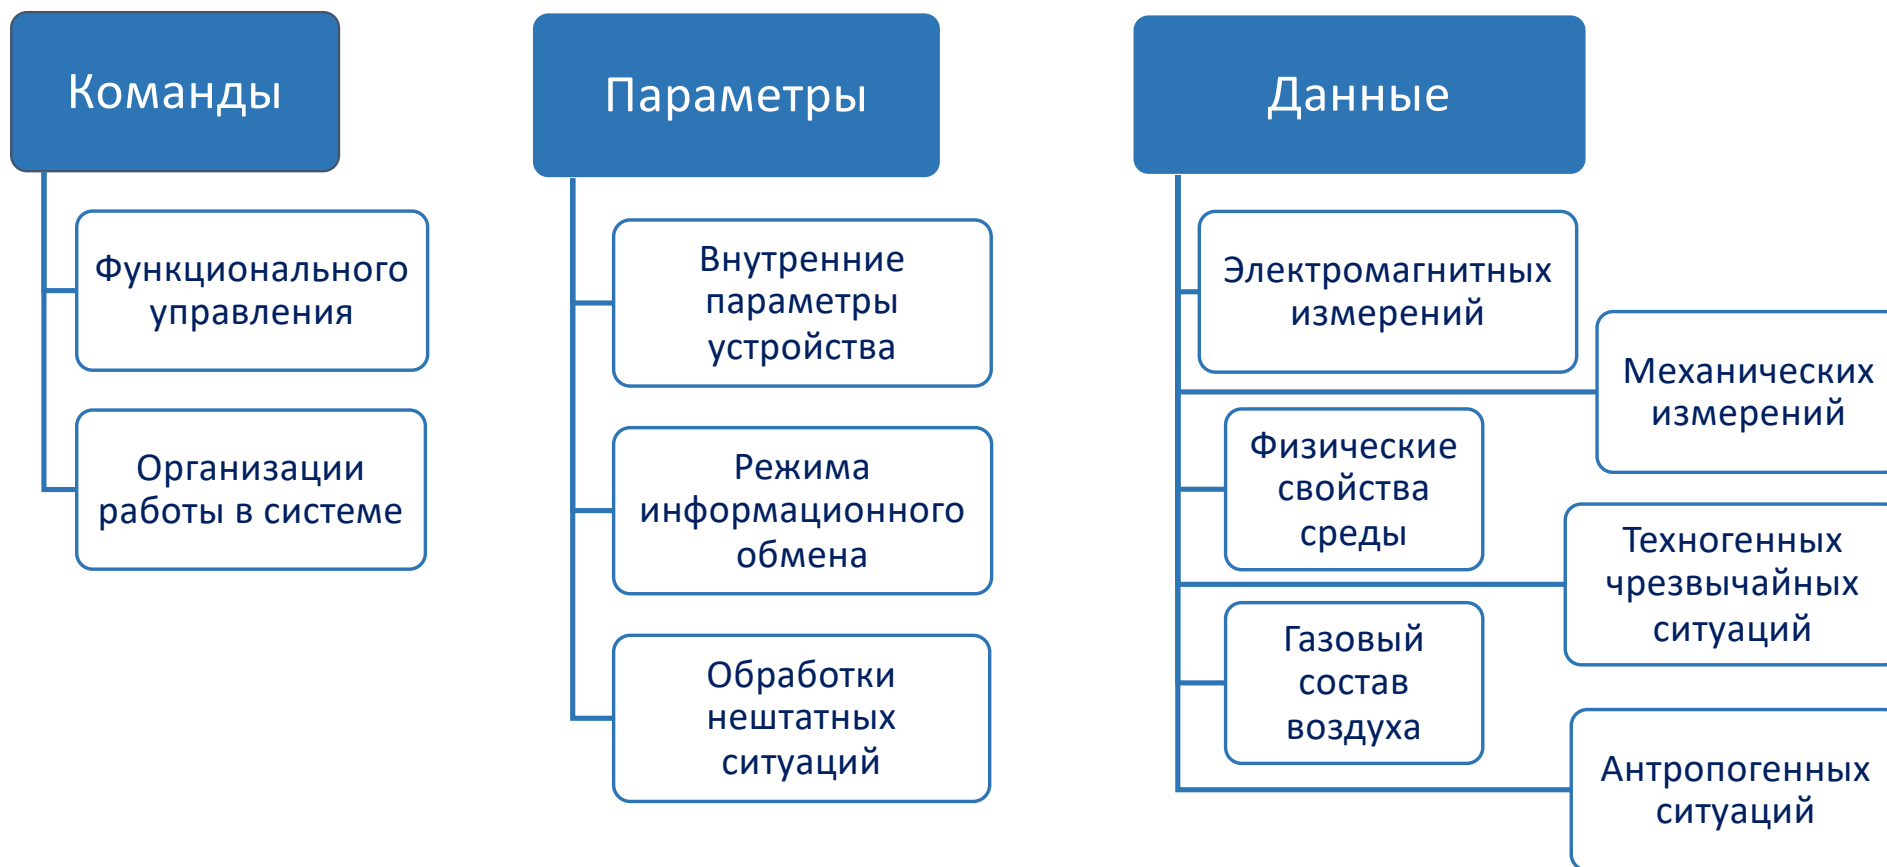 Команды
Функционального
управления
Организации
работы в системе
Параметры
Внутренние
параметры
устройства
Режима
информационного
обмена
Обработки
нештатных
ситуаций
Данные
Электромагнитных
измерений
Механических
измерений
Физические
свойства
среды
Техногенных
чрезвычайных
ситуаций
Газовый
состав
воздуха
Антропогенных
ситуаций